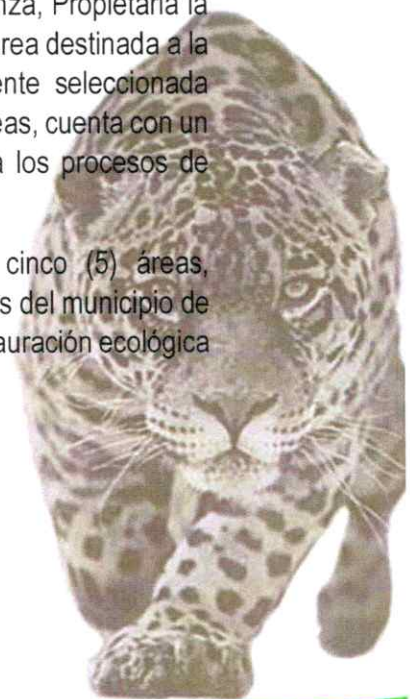 nza, Propietaria la
rea destinada a la
ente seleccionada
eas, cuenta con un
a los procesos de
cinco (5) áreas,
s del municipio de
auración ecológica